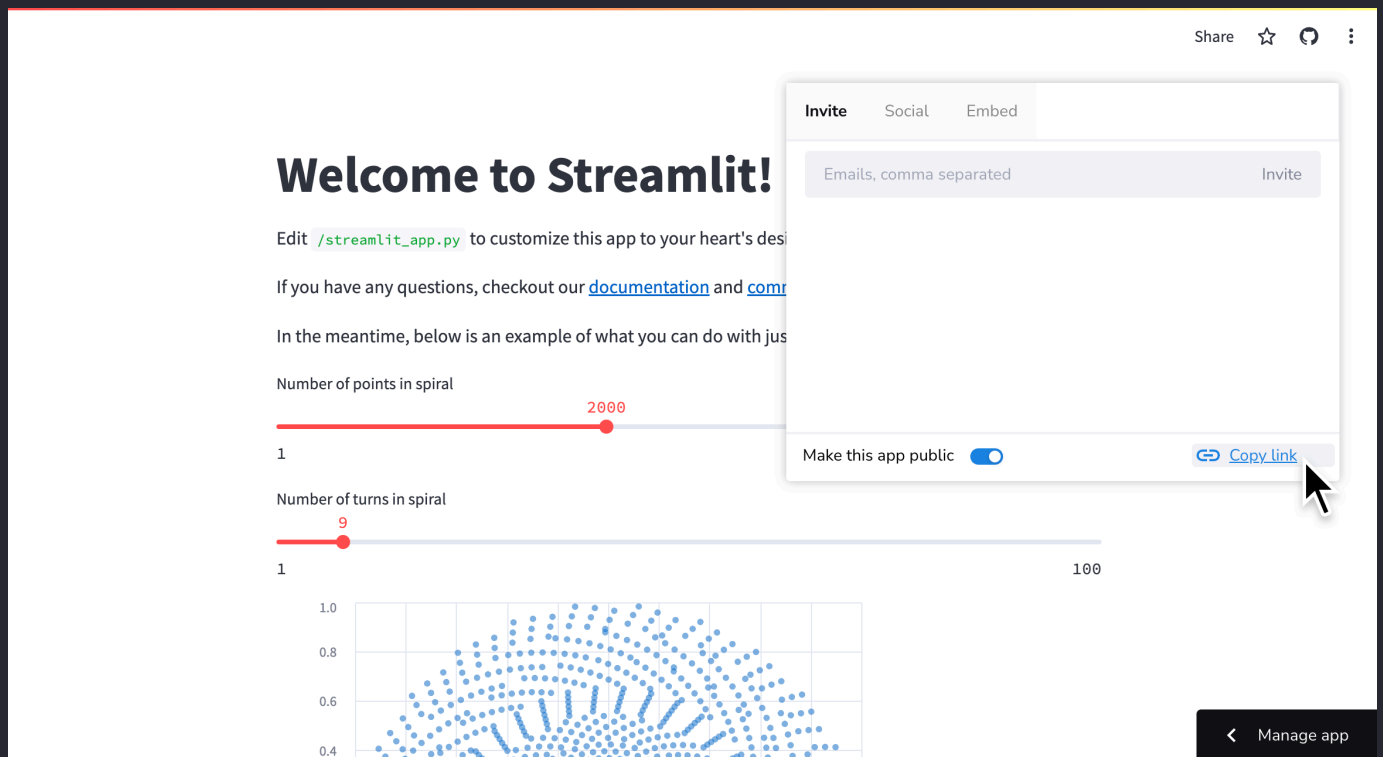 Share
Invite Social Embed
Emails, comma separated Invite
Make this app public Copy link
Welcome to Streamlit!
Edit /streamlit_app.py to customize this app to your heart's desi
If you have any questions, checkout our documentation and comm
In the meantime, below is an example of what you can do with jus
Number of points in spiral
2000
1
Number of turns in spiral
9
1 100
1.0
0.8
0.6
0.4
Manage app